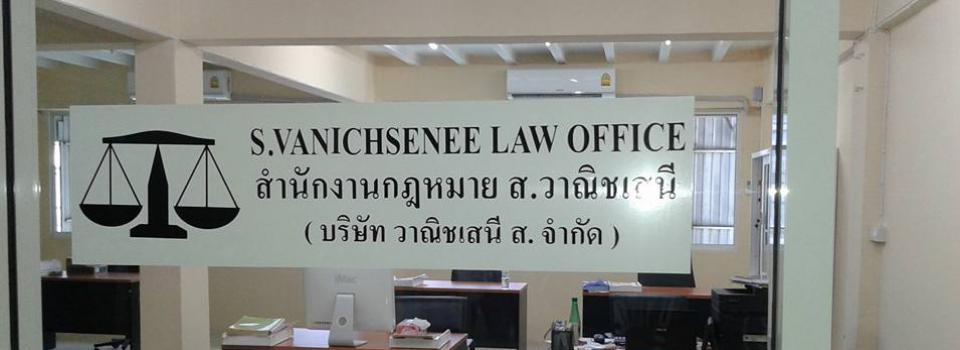 S.VANICHSENEE LAW OFFICE
สำนักงานกฎหมาย ส.วาณิชเสนี
( บริษัท วาณิชเสนี ส. จำกัด )
iMac